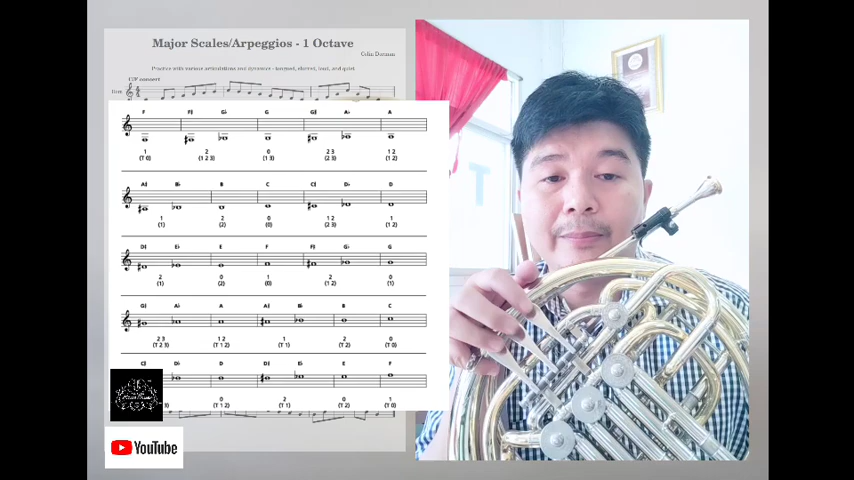 Major Scales/Arpeggios - 1 Octave
Colin Dorman
Practice with various articulations and dynamics - tongued, slurred, loud, and quiet
Horn
F F♯ G♭ G G♯ A♭ A
1 2 0 2 3 1 2
(T 0) (1 2 3) (1 3) (2 3) (1 2)
A♯ B♭ B C C♯ D♭ D
1 2 0 1 2 1
(1) (2) (0) (2 3) (1 2)
D♯ E♭ E F F♯ G♭ G
2 0 1 2 0
(1) (2) (0) (1 2) (1)
G♯ A♭ A A♯ B♭ B C
2 3 1 2 1 2 0
(T 2 3) (T 1 2) (T 1) (T 2) (T 0)
C♯ D♭ D D♯ E♭ E F
0 2 0 1
(T 1 2) (T 1) (T 2) (T 0)
YouTube